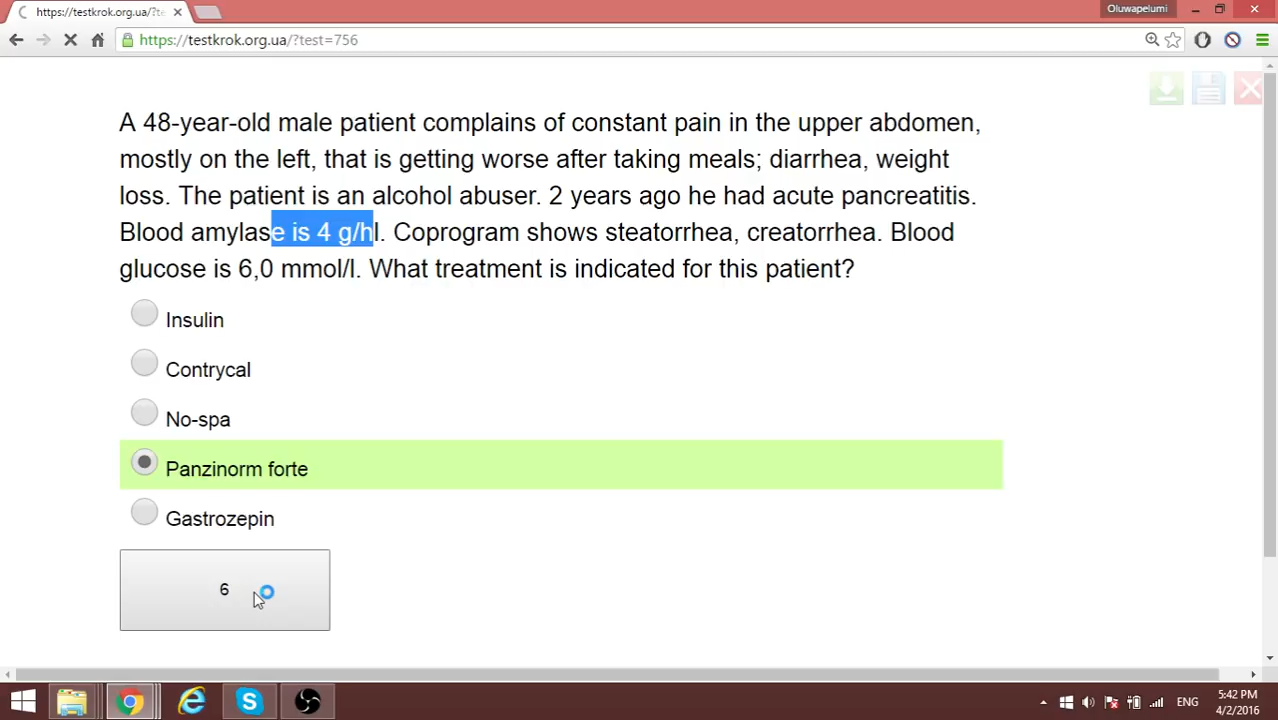 https://testkrok.org.ua/?te
Oluwapelumi
https://testkrok.org.ua/?test=756
A 48-year-old male patient complains of constant pain in the upper abdomen,
mostly on the left, that is getting worse after taking meals; diarrhea, weight
loss. The patient is an alcohol abuser. 2 years ago he had acute pancreatitis.
Blood amylase is 4 g/hl. Coprogram shows steatorrhea, creatorrhea. Blood
glucose is 6,0 mmol/l. What treatment is indicated for this patient?
Insulin
Contrycal
No-spa
Panzinorm forte
Gastrozepin
6
ENG
5:42 PM
4/2/2016